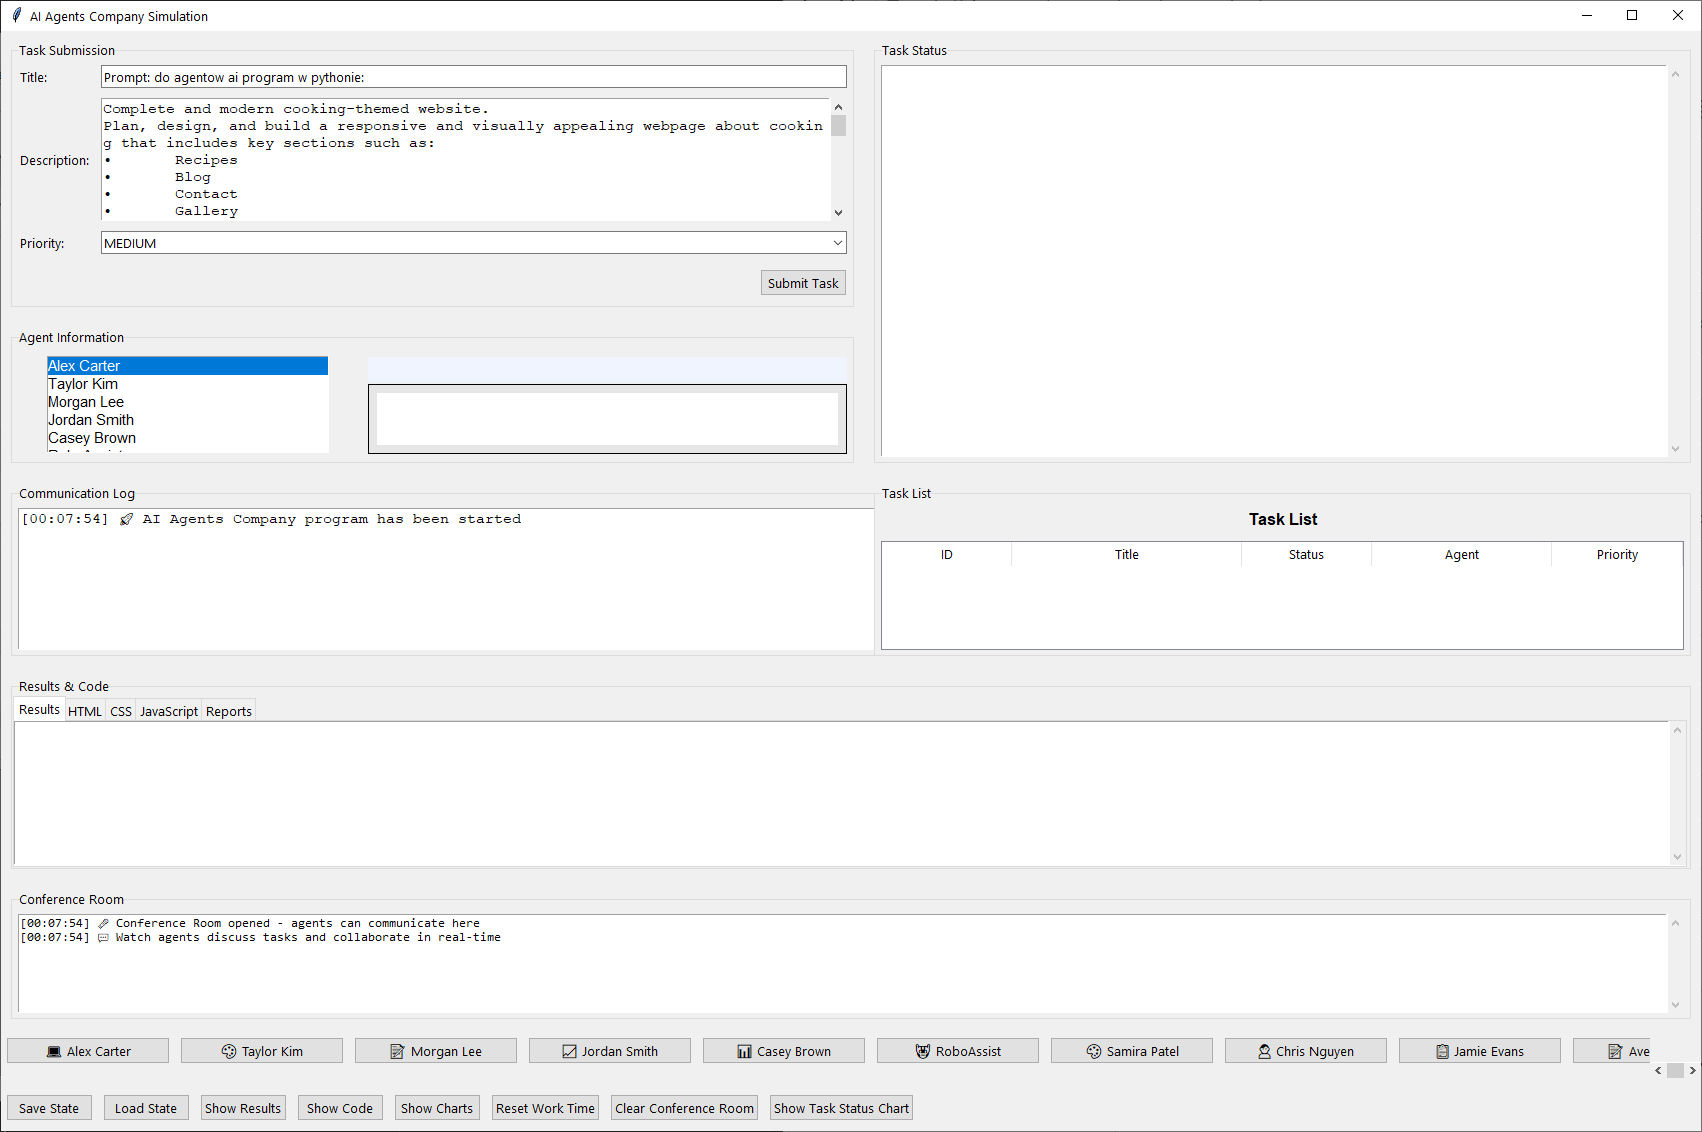 AI Agents Company Simulation
Task Submission
Title:
Prompt: do agentow ai program w pythonie:
Description:
Complete and modern cooking-themed website.
Plan, design, and build a responsive and visually appealing webpage about cookin
g that includes key sections such as:
• Recipes
• Blog
• Contact
• Gallery
Priority:
MEDIUM
Submit Task
Task Status
Agent Information
Alex Carter
Taylor Kim
Morgan Lee
Jordan Smith
Casey Brown
Communication Log
[00:07:54] 🚀 AI Agents Company program has been started
Task List
Task List
ID Title Status Agent Priority
Results & Code
Results HTML CSS JavaScript Reports
Conference Room
[00:07:54] Conference Room opened - agents can communicate here
[00:07:54] 💬 Watch agents discuss tasks and collaborate in real-time
Alex Carter Taylor Kim Morgan Lee Jordan Smith Casey Brown RoboAssist Samira Patel Chris Nguyen Jamie Evans Ave
Save State Load State Show Results Show Code Show Charts Reset Work Time Clear Conference Room Show Task Status Chart